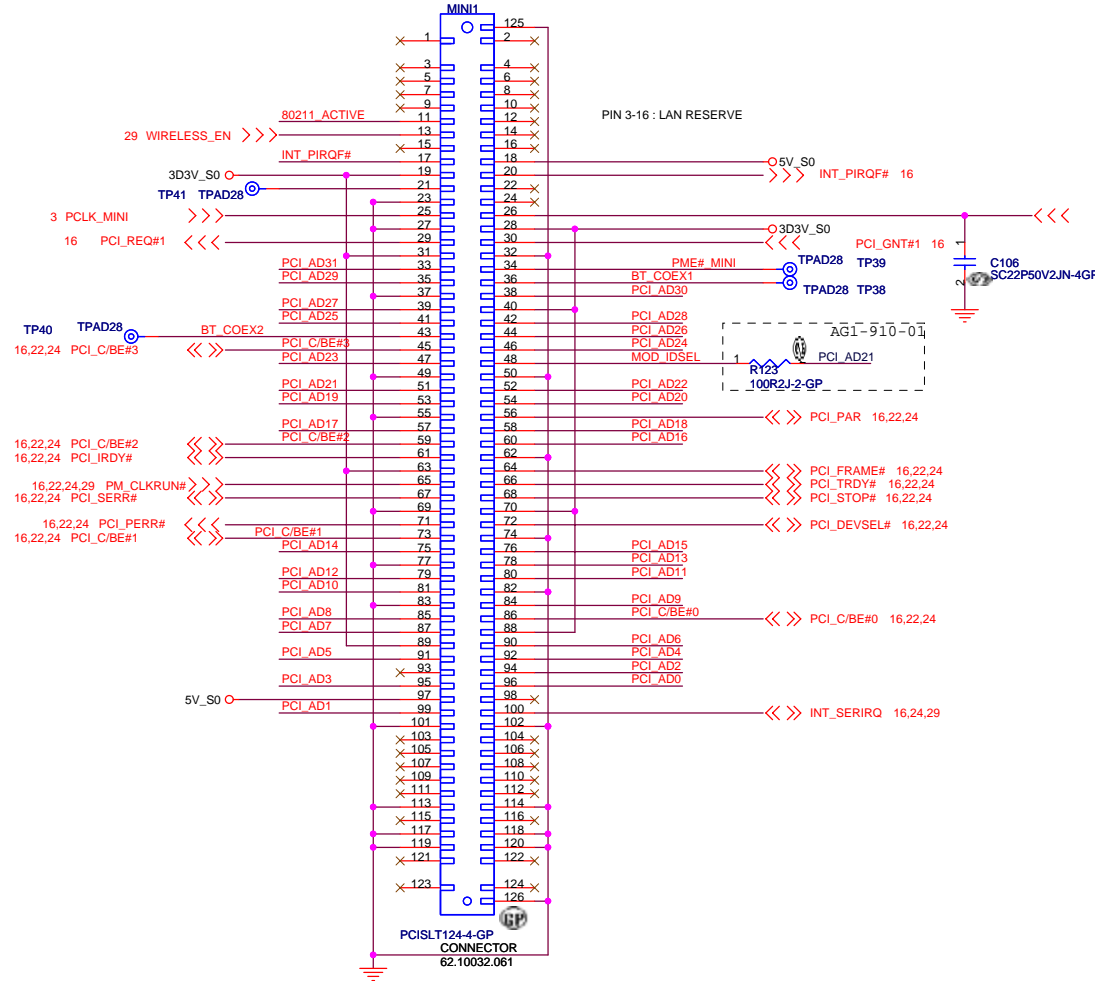 MINI1
125
1 2
3 4
5 6
7 8
9 10
80211_ACTIVE 11 12 PIN 3-16 : LAN RESERVE
29 WIRELESS_EN 13 14
15 16
INT_PIRQF# 17 18 5V_S0
3D3V_S0 19 20 INT_PIRQF# 16
TP41 TPAD28 21 22
23 24
3 PCLK_MINI 25 26
27 28 3D3V_S0
16 PCI_REQ#1 29 30 PCI_GNT#1 16
31 32
PCI_AD31 33 34 PME#_MINI TPAD28 TP39
PCI_AD29 35 36 BT_COEX1 TPAD28 TP38
1 C106
2 SC22P50V2JN-4GP
37 38 PCI_AD30
PCI_AD27 39 40
PCI_AD25 41 42 PCI_AD28
TP40 TPAD28 BT_COEX2 43 44 PCI_AD26
16,22,24 PCI_C/BE#3 PCI_C/BE#3 45 46 PCI_AD24
PCI_AD23 47 48 MOD_IDSEL 1 PCI_AD21
AG1-910-01
R123
100R2J-2-GP
49 50
PCI_AD21 51 52 PCI_AD22
PCI_AD19 53 54 PCI_AD20
55 56 PCI_PAR 16,22,24
PCI_AD17 57 58 PCI_AD18
16,22,24 PCI_C/BE#2 PCI_C/BE#2 59 60 PCI_AD16
16,22,24 PCI_IRDY# 61 62
63 64 PCI_FRAME# 16,22,24
16,22,24,29 PM_CLKRUN# 65 66 PCI_TRDY# 16,22,24
16,22,24 PCI_SERR# 67 68 PCI_STOP# 16,22,24
69 70
16,22,24 PCI_PERR# 71 72 PCI_DEVSEL# 16,22,24
16,22,24 PCI_C/BE#1 PCI_C/BE#1 73 74
PCI_AD14 75 76 PCI_AD15
77 78 PCI_AD13
PCI_AD12 79 80 PCI_AD11
PCI_AD10 81 82
83 84 PCI_AD9
PCI_AD8 85 86 PCI_C/BE#0 PCI_C/BE#0 16,22,24
PCI_AD7 87 88
89 90 PCI_AD6
PCI_AD5 91 92 PCI_AD4
93 94 PCI_AD2
PCI_AD3 95 96 PCI_AD0
5V_S0 97 98
PCI_AD1 99 100 INT_SERIRQ 16,24,29
101 102
103 104
105 106
107 108
109 110
111 112
113 114
115 116
117 118
119 120
121 122
123 124
126
GP
PCISLT124-4-GP
CONNECTOR
62.10032.061